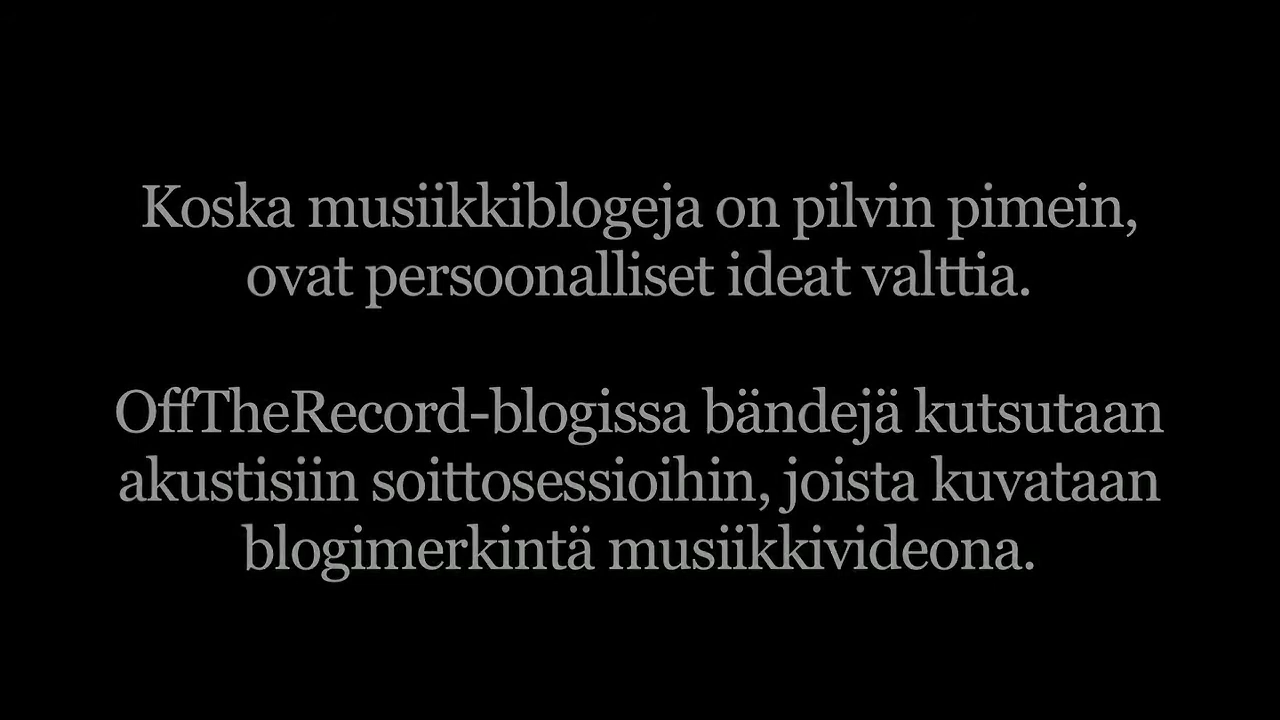 Koska musiikkiblogeja on pilvin pimein,
ovat persoonalliset ideat valttia.
OffTheRecord-blogissa bändejä kutsutaan
akustisiin soittosessioihin, joista kuvataan
blogimerkintä musiikkivideona.